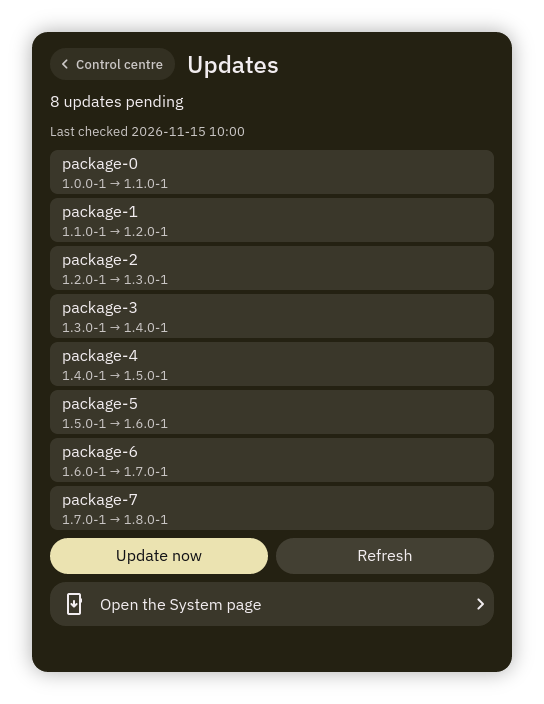 Control centre
Updates
8 updates pending
Last checked 2026-11-15 10:00
package-0
1.0.0-1 → 1.1.0-1
package-1
1.1.0-1 → 1.2.0-1
package-2
1.2.0-1 → 1.3.0-1
package-3
1.3.0-1 → 1.4.0-1
package-4
1.4.0-1 → 1.5.0-1
package-5
1.5.0-1 → 1.6.0-1
package-6
1.6.0-1 → 1.7.0-1
package-7
1.7.0-1 → 1.8.0-1
Update now
Refresh
Open the System page